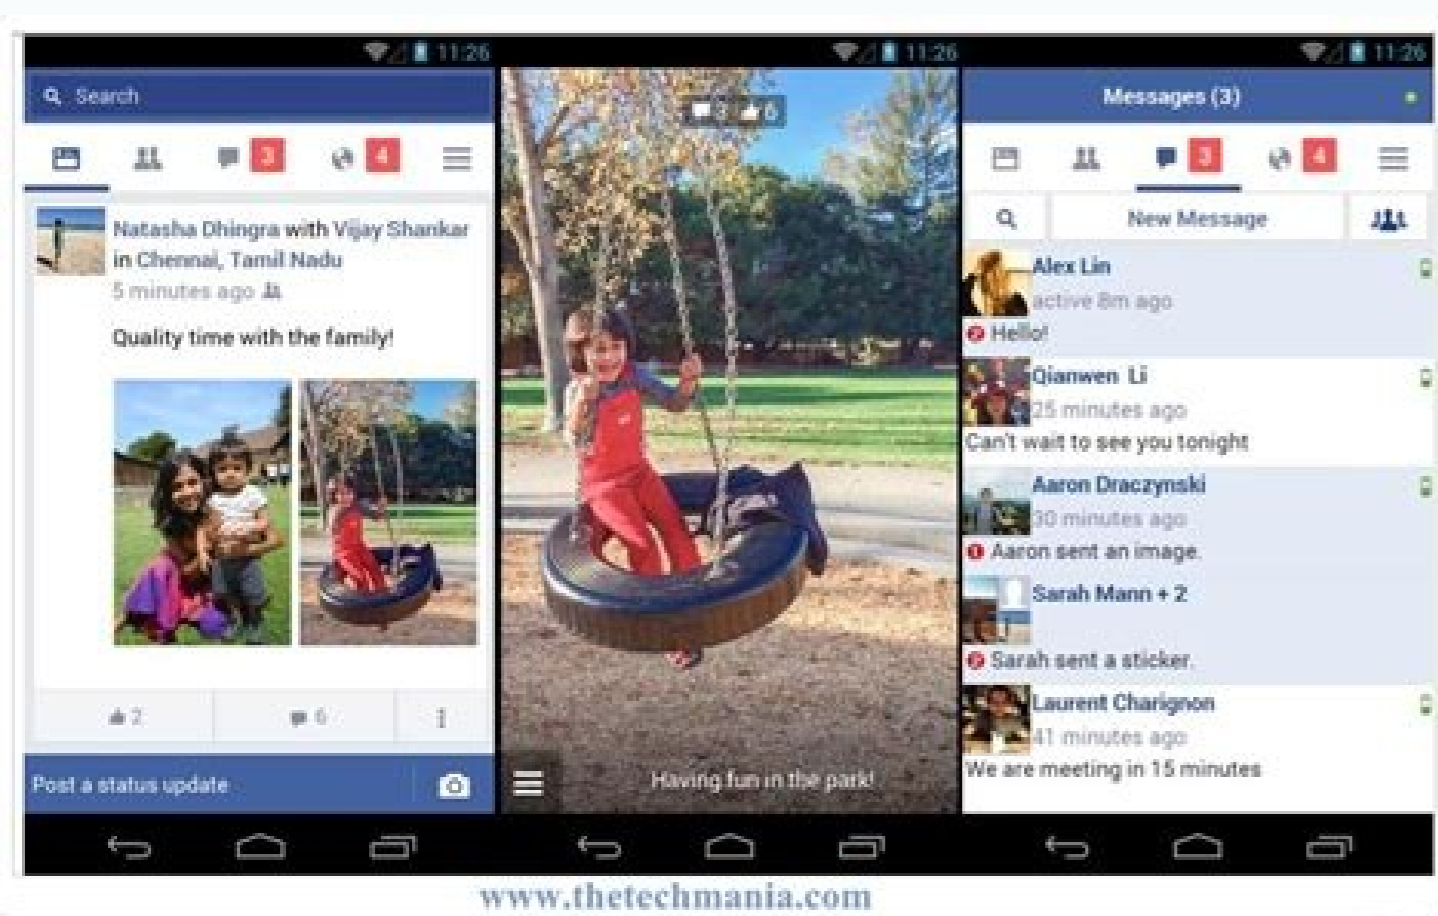 11:26
Search
3
4
Natasha Dhingra with Vijay Shankar
in Chennai, Tamil Nadu
5 minutes ago
Quality time with the family!
2
6
Post a status update
11:26
3 6
Having fun in the park!
11:26
Messages (3)
3
4
New Message
Alex Lin
active 8m ago
2 Hello!
Qianwen Li
25 minutes ago
Can't wait to see you tonight
Aaron Draczynski
30 minutes ago
1 Aaron sent an image.
Sarah Mann + 2
2 Sarah sent a sticker.
Laurent Charignon
41 minutes ago
We are meeting in 15 minutes
www.thetechmania.com